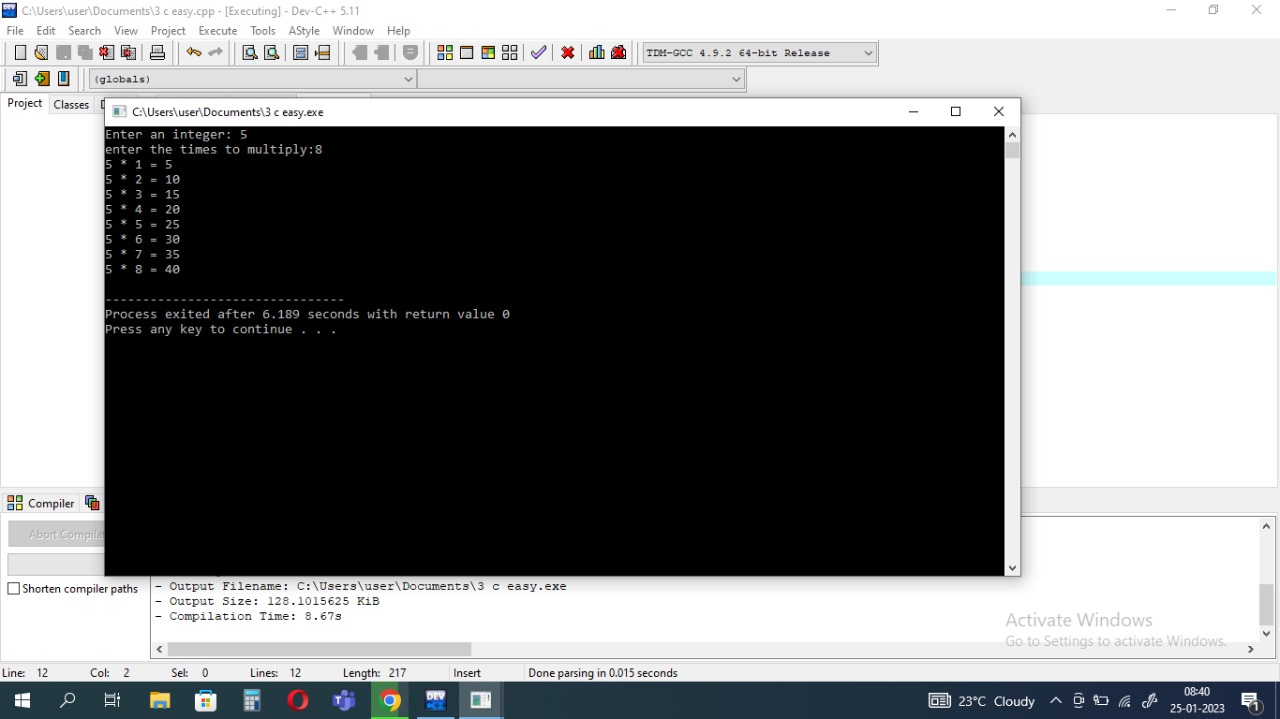 C:\Users\user\Documents\3 c easy.cpp - [Executing] - Dev-C++ 5.11
File Edit Search View Project Execute Tools AStyle Window Help
TDM-GCC 4.9.2 64-bit Release
(globals)
Project Classes
C:\Users\user\Documents\3 c easy.exe
Enter an integer: 5
enter the times to multiply:8
5 * 1 = 5
5 * 2 = 10
5 * 3 = 15
5 * 4 = 20
5 * 5 = 25
5 * 6 = 30
5 * 7 = 35
5 * 8 = 40
--------------------------------
Process exited after 6.189 seconds with return value 0
Press any key to continue . . .
Compiler
Abort
Shorten compiler paths
- Output Filename: C:\Users\user\Documents\3 c easy.exe
- Output Size: 128.1015625 KiB
- Compilation Time: 8.67s
Activate Windows
Go to Settings to activate Windows.
Line: 12 Col: 2 Sel: 0 Lines: 12 Length: 217 Insert Done parsing in 0.015 seconds
DEV
23°C Cloudy
08:40
25-01-2023
1